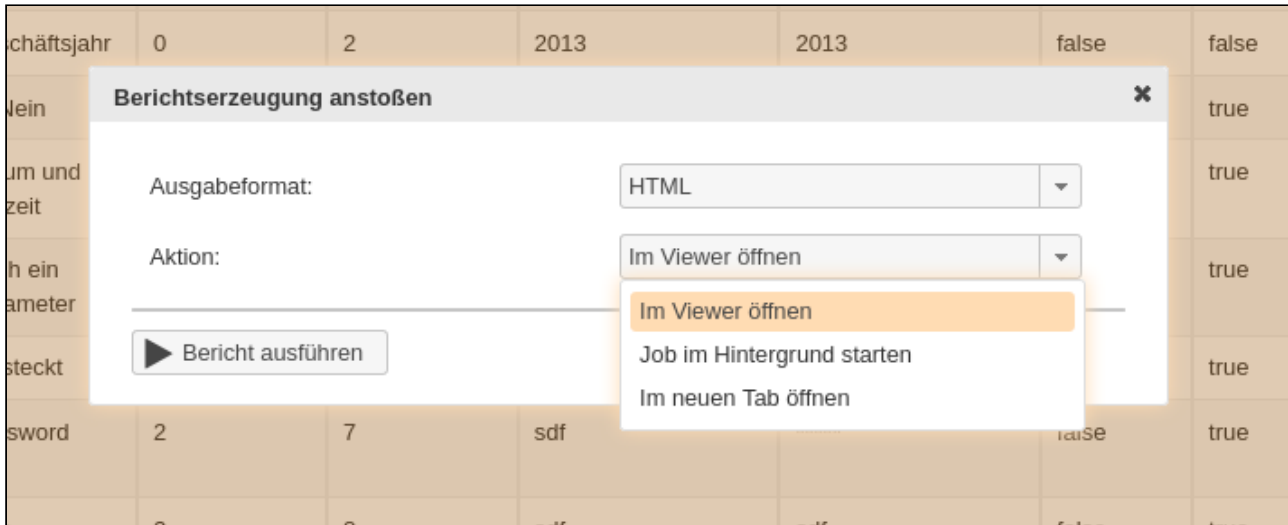 chäftsjahr 0 2 2013 2013 false false
Berichtserzeugung anstoßen
Nein true
um und true
zeit
Ausgabeformat: HTML
Aktion: Im Viewer öffnen
h ein true
ameter
Im Viewer öffnen
Job im Hintergrund starten
Im neuen Tab öffnen
Bericht ausführen
steckt true
sword 2 7 sdf false true